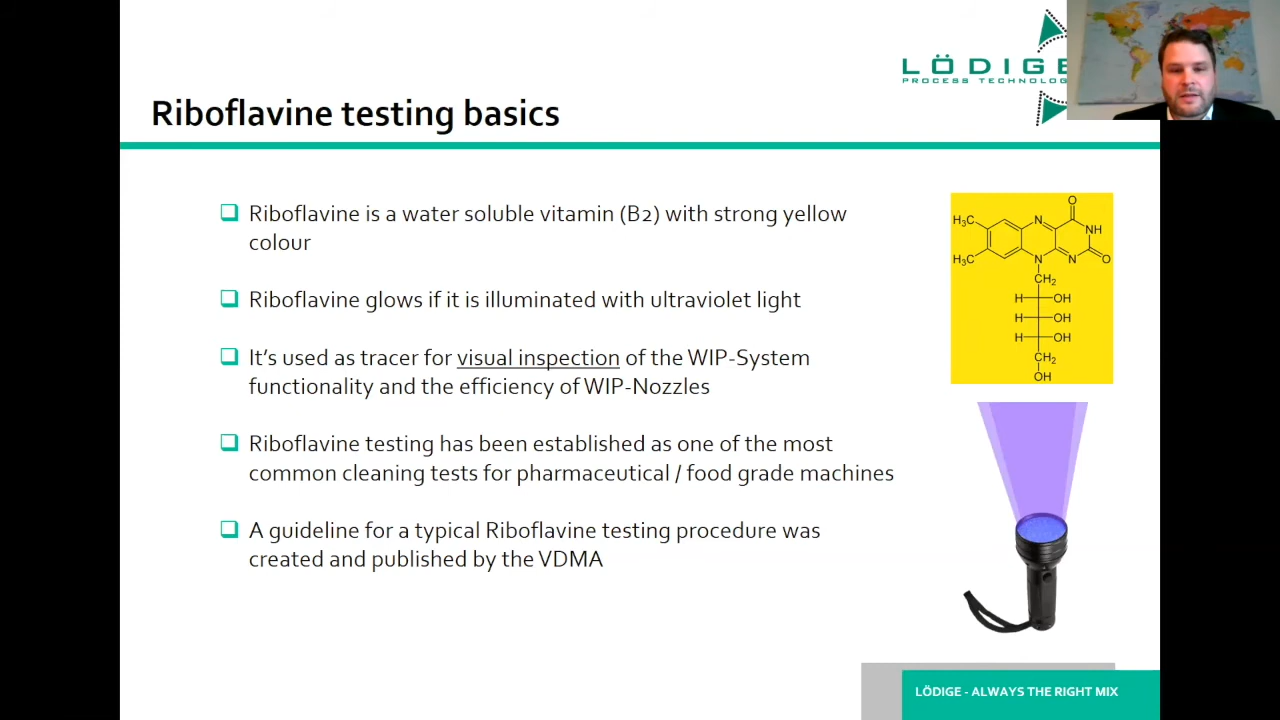 LÖDIGE
PROCESS TECHNOLOGY
Riboflavine testing basics
Riboflavine is a water soluble vitamin (B2) with strong yellow
colour
Riboflavine glows if it is illuminated with ultraviolet light
It's used as tracer for visual inspection of the WIP-System
functionality and the efficiency of WIP-Nozzles
Riboflavine testing has been established as one of the most
common cleaning tests for pharmaceutical / food grade machines
A guideline for a typical Riboflavine testing procedure was
created and published by the VDMA
O
H₃C N NH
H₃C N N O
CH₂
H OH
H OH
H OH
CH₂
OH
LÖDIGE - ALWAYS THE RIGHT MIX